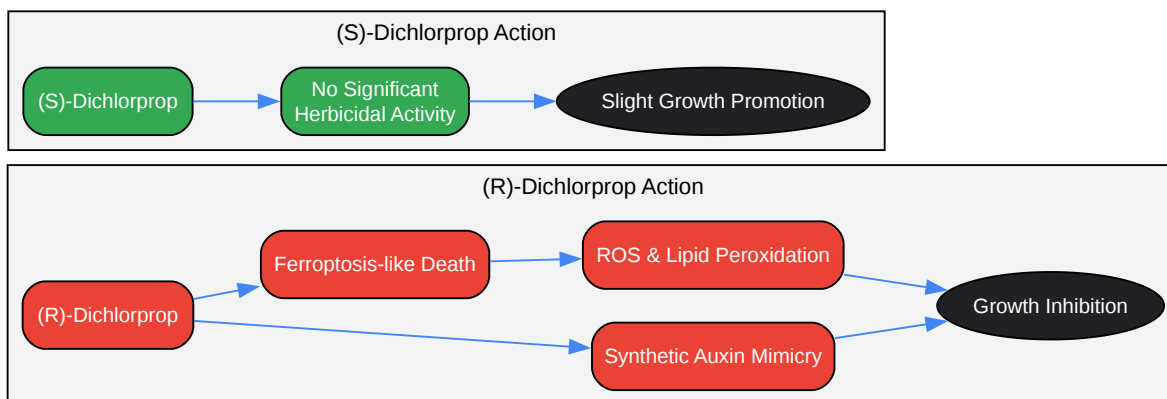 (S)-Dichlorprop Action
(S)-Dichlorprop
No Significant
Herbicidal Activity
Slight Growth Promotion
(R)-Dichlorprop Action
(R)-Dichlorprop
Ferroptosis-like Death
ROS & Lipid Peroxidation
Synthetic Auxin Mimicry
Growth Inhibition